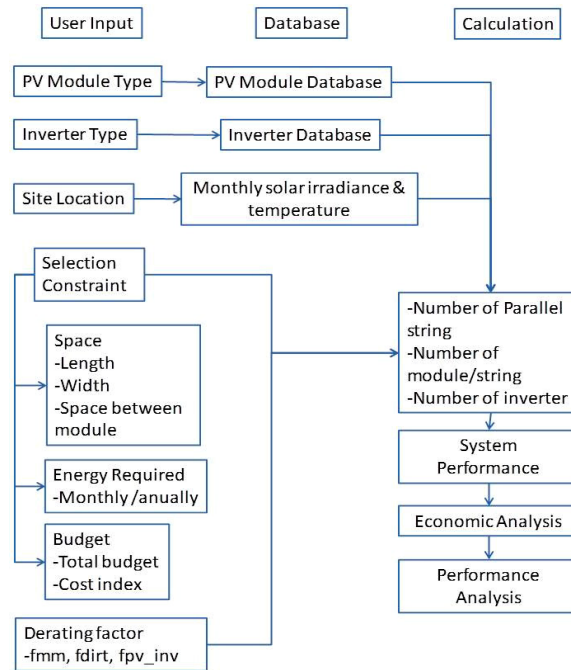 User Input
Database
Calculation
PV Module Type
PV Module Database
Inverter Type
Inverter Database
Site Location
Monthly solar irradiance &
temperature
Selection
Constraint
Space
-Length
-Width
-Space between
module
Energy Required
-Monthly/anually
Budget
-Total budget
-Cost index
Derating factor
-fmm, fdirt, fpv_inv
-Number of Parallel
string
-Number of
module/string
-Number of inverter
System
Performance
Economic Analysis
Performance
Analysis